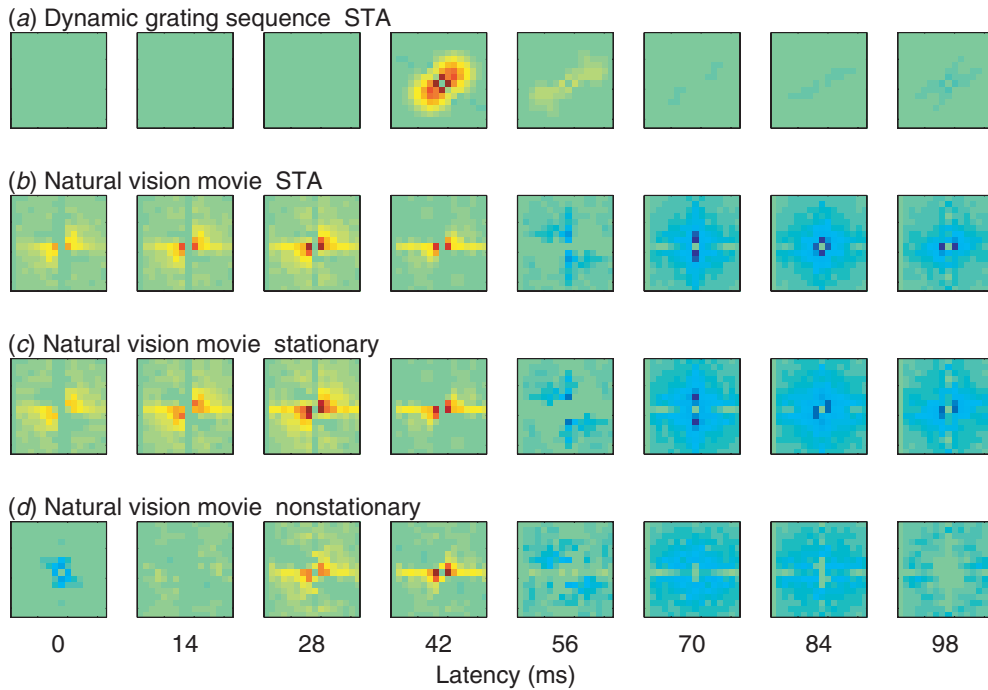 (a) Dynamic grating sequence STA
(b) Natural vision movie STA
(c) Natural vision movie stationary
(d) Natural vision movie nonstationary
0 14 28 42 56 70 84 98
Latency (ms)